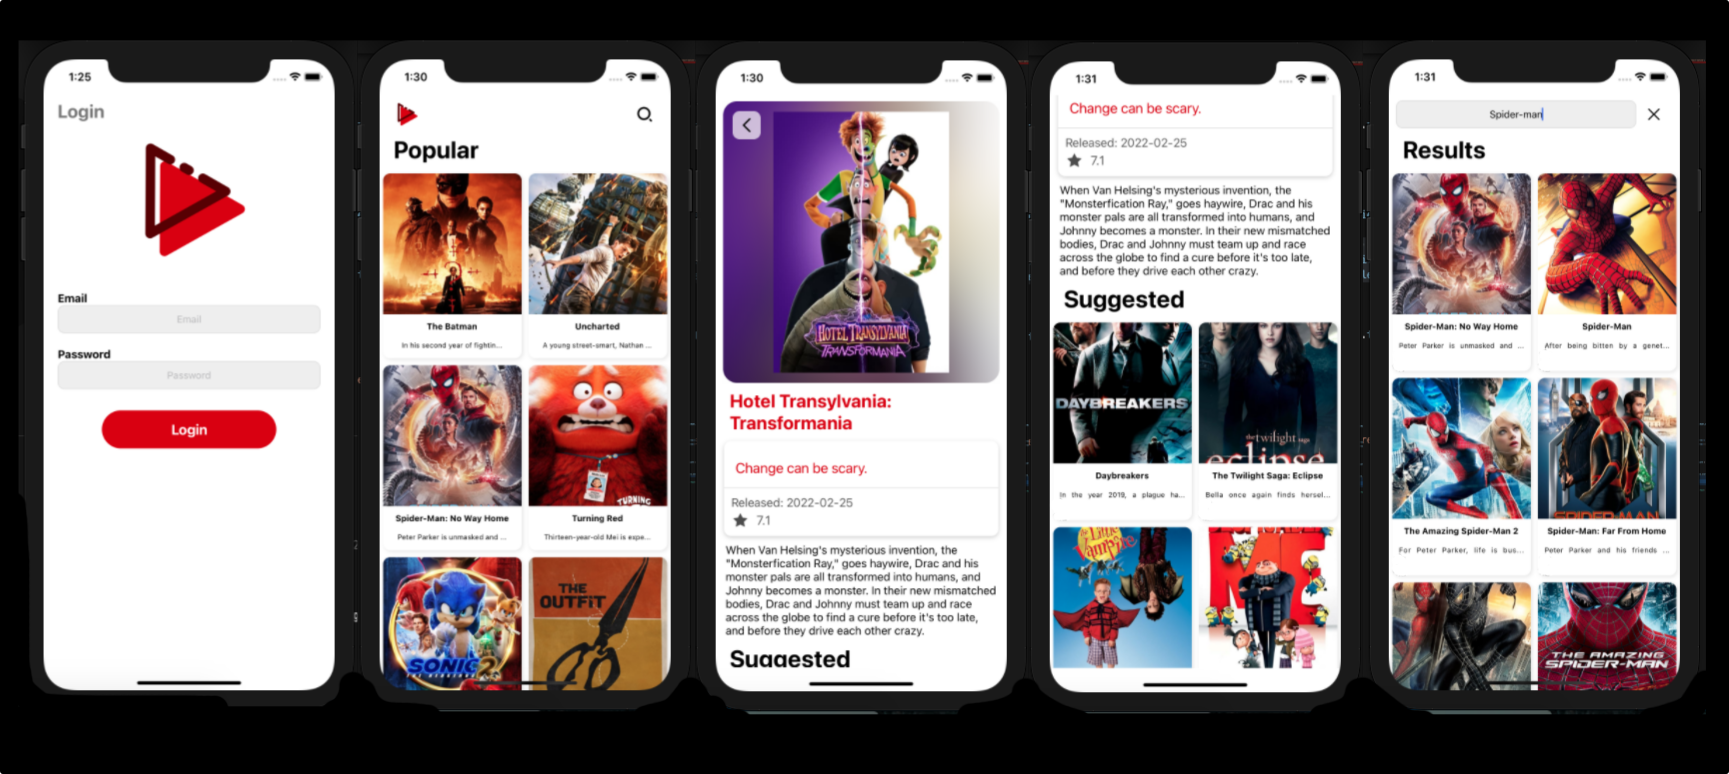 1:25
Login
Email
Email
Password
Password
Login
1:30
Popular
The Batman
In his second year of fightin...
Uncharted
A young street-smart, Nathan ...
Spider-Man: No Way Home
Peter Parker is unmasked and ...
TURNING
Turning Red
Thirteen-year-old Mei is espe...
SONIC 2
THE
OUTFIT
1:30
HOTEL TRANSYLVANIA
TRANSFORMANIA
Hotel Transylvania:
Transformania
Change can be scary.
Released: 2022-02-25
7.1
When Van Helsing's mysterious invention, the
"Monsterfication Ray," goes haywire, Drac and his
monster pals are all transformed into humans, and
Johnny becomes a monster. In their new mismatched
bodies, Drac and Johnny must team up and race
across the globe to find a cure before it's too late,
and before they drive each other crazy.
Suggested
1:31
Change can be scary.
Released: 2022-02-25
7.1
When Van Helsing's mysterious invention, the
"Monsterfication Ray," goes haywire, Drac and his
monster pals are all transformed into humans, and
Johnny becomes a monster. In their new mismatched
bodies, Drac and Johnny must team up and race
across the globe to find a cure before it's too late,
and before they drive each other crazy.
Suggested
DAYBREAKERS
Daybreakers
In the year 2019, a plague ha...
the twilight saga
eclipse
The Twilight Saga: Eclipse
Bella once again finds hersel...
The Little
Vampire
ME
1:31
Spider-man
Results
Spider-Man: No Way Home
Peter Parker is unmasked and ...
Spider-Man
After being bitten by a genet...
The Amazing Spider-Man 2
For Peter Parker, life is bus...
SPIDER-MAN
Spider-Man: Far From Home
Peter Parker and his friends ...
THE AMAZING
SPIDER-MAN